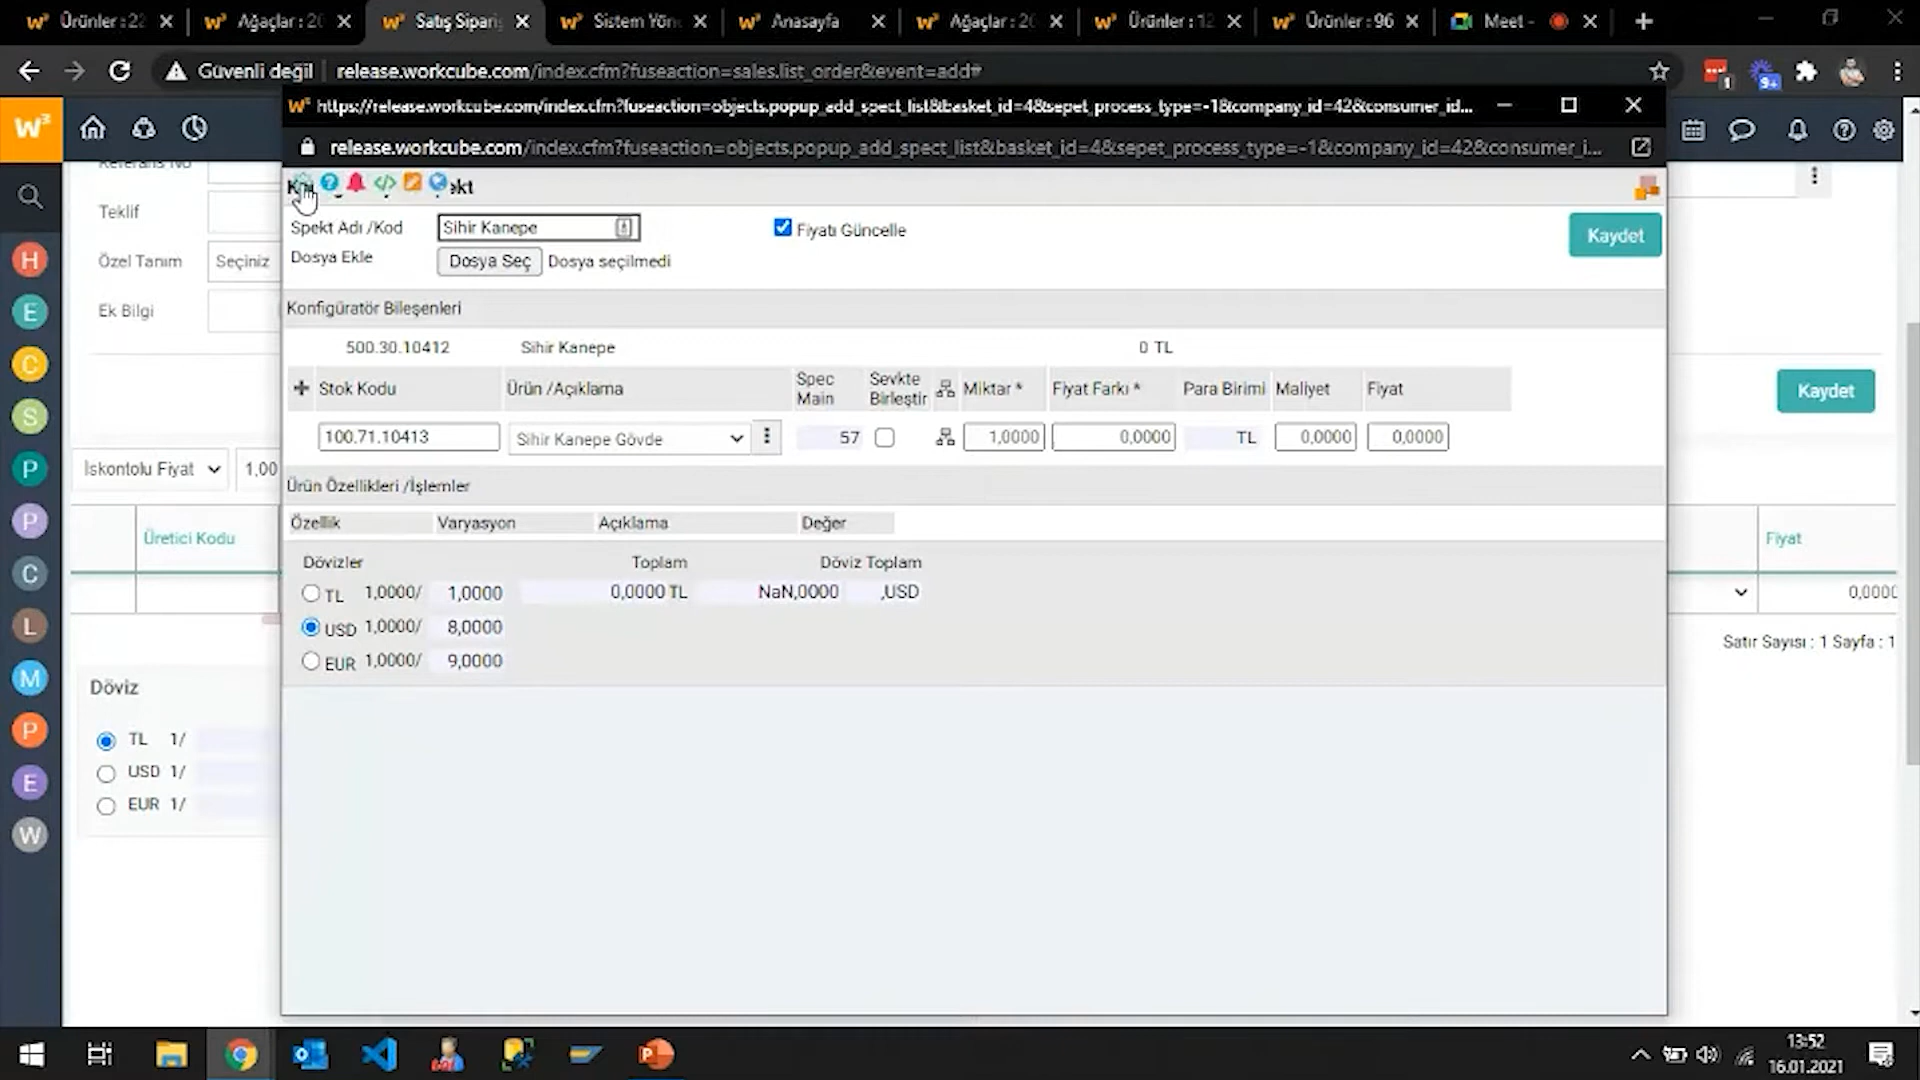 Ürünler : 22
Ağaçlar : 20
Satış Sipariş
Sistem Yön
Anasayfa
Ağaçlar : 20
Ürünler : 12
Ürünler : 96
Meet -
Güvenli değil
release.workcube.com/index.cfm?fuseaction=sales.list_order&event=add#
1
9+
https://release.workcube.com/index.cfm?fuseaction=objects.popup_add_spect_list&basket_id=4&sepet_process_type=-1&company_id=42&consumer_id...
release.workcube.com/index.cfm?fuseaction=objects.popup_add_spect_list&basket_id=4&sepet_process_type=-1&company_id=42&consumer_i...
W3
Referans No
Teklif
Özel Tanım
Seçiniz
Ek Bilgi
Kaydet
İskontolu Fiyat
1,00
Üretici Kodu
Fiyat
0,0000
Satır Sayısı : 1 Sayfa : 1
Döviz
TL 1/
USD 1/
EUR 1/
H
E
C
S
P
P
C
L
M
P
E
W
Spekt Adı /Kod
Sihir Kanepe
Fiyatı Güncelle
Kaydet
Dosya Ekle
Dosya Seç
Dosya seçilmedi
Konfigüratör Bileşenleri
500.30.10412
Sihir Kanepe
0 TL
Stok Kodu
Ürün /Açıklama
Spec Main
Sevkte Birleştir
Miktar *
Fiyat Farkı *
Para Birimi
Maliyet
Fiyat
100.71.10413
Sihir Kanepe Gövde
57
1,0000
0,0000
TL
0,0000
0,0000
Ürün Özellikleri /İşlemler
Özellik
Varyasyon
Açıklama
Değer
Dövizler
Toplam
Döviz Toplam
TL 1,0000/ 1,0000
0,0000 TL
NaN,0000
,USD
USD 1,0000/ 8,0000
EUR 1,0000/ 9,0000
13:52
16.01.2021